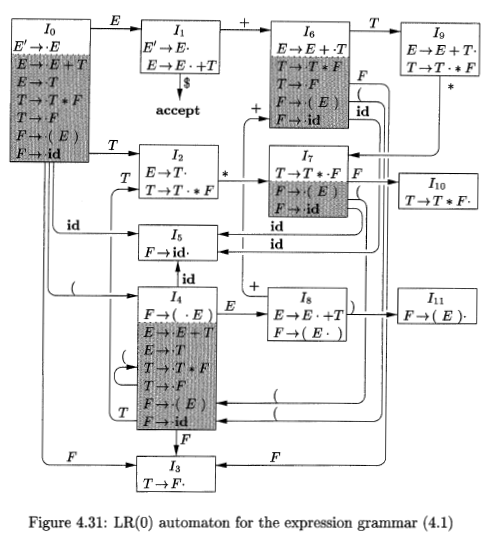 I0
E' → ·E
E → ·E + T
E → ·T
T → ·T * F
T → ·F
F → ·( E )
F → ·id
E
I1
E' → E·
E → E · + T
$
accept
+
I6
E → E + ·T
T → ·T * F
T → ·F
F → ·( E )
F → ·id
T
I9
E → E + T·
T → T · * F
*
F
(
id
+
T
I2
E → T·
T → T · * F
T
*
I7
T → T * ·F
F → ·( E )
F → ·id
F
(
I10
T → T * F·
id
I5
F → id·
id
id
id
(
I4
F → ( · E )
E → ·E + T
E → ·T
T → ·T * F
T → ·F
F → ·( E )
F → ·id
(
T
E
+
I8
E → E · + T
F → ( E · )
)
I11
F → ( E )·
(
(
F
F
F
I3
T → F·
Figure 4.31: LR(0) automaton for the expression grammar (4.1)